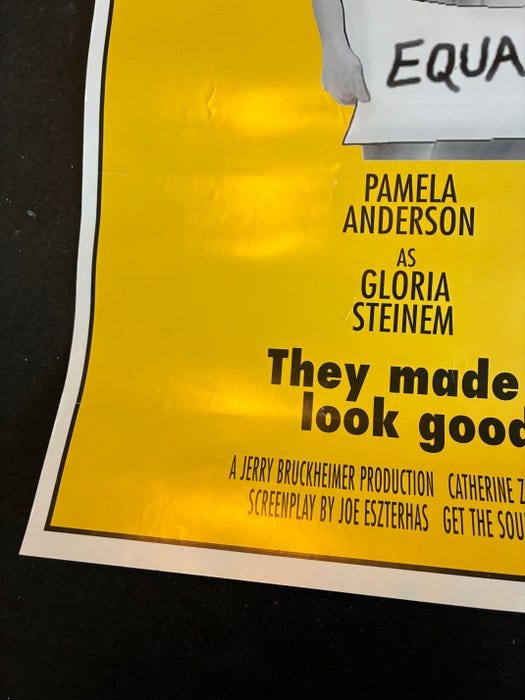 EQUA
PAMELA
ANDERSON
AS
GLORIA
STEINEM
They made
look good
A JERRY BRUCKHEIMER PRODUCTION CATHERINE Z
SCREENPLAY BY JOE ESZTERHAS GET THE SOU